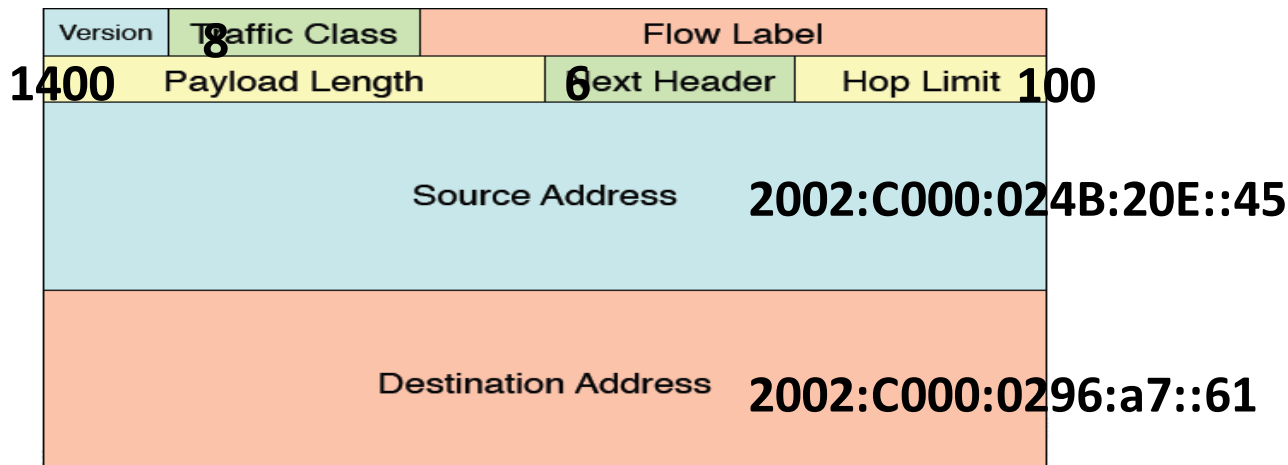 Version 8 Traffic Class Flow Label
1400 Payload Length 6 Next Header Hop Limit 100
Source Address 2002:C000:024B:20E::45
Destination Address 2002:C000:0296:a7::61